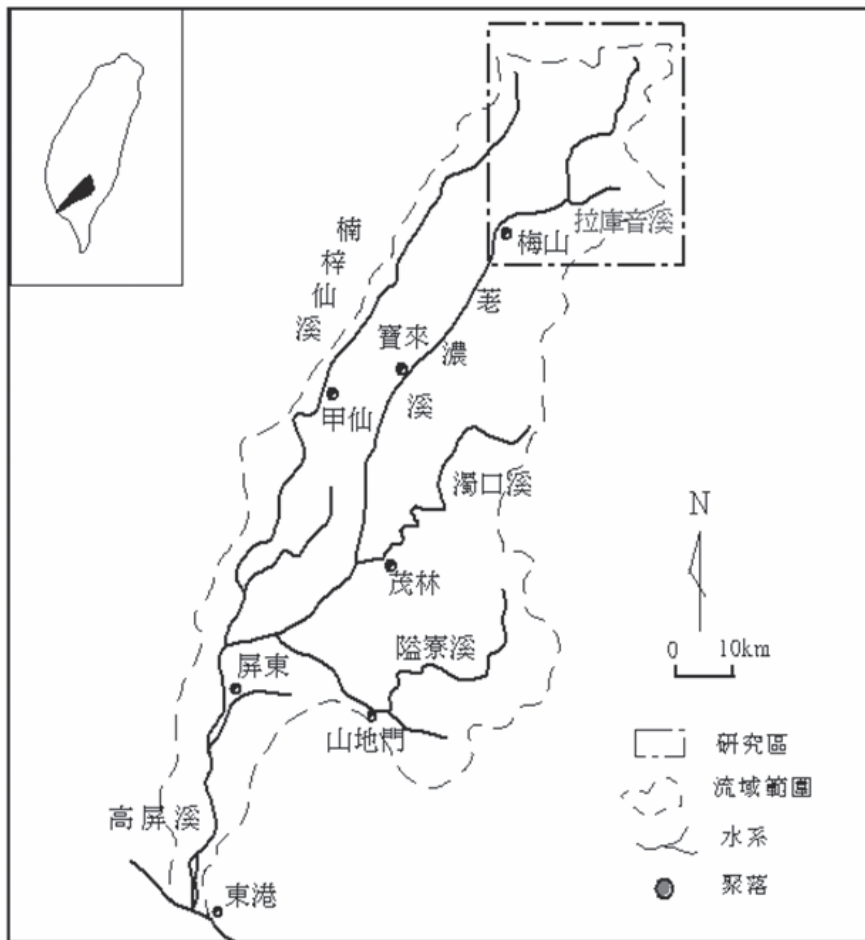 拉庫音溪
梅山
楠梓仙溪
荖濃溪
寶來
甲仙
濁口溪
N
茂林
0 10km
隘寮溪
屏東
山地門
研究區
流域範圍
高屏溪
水系
聚落
東港